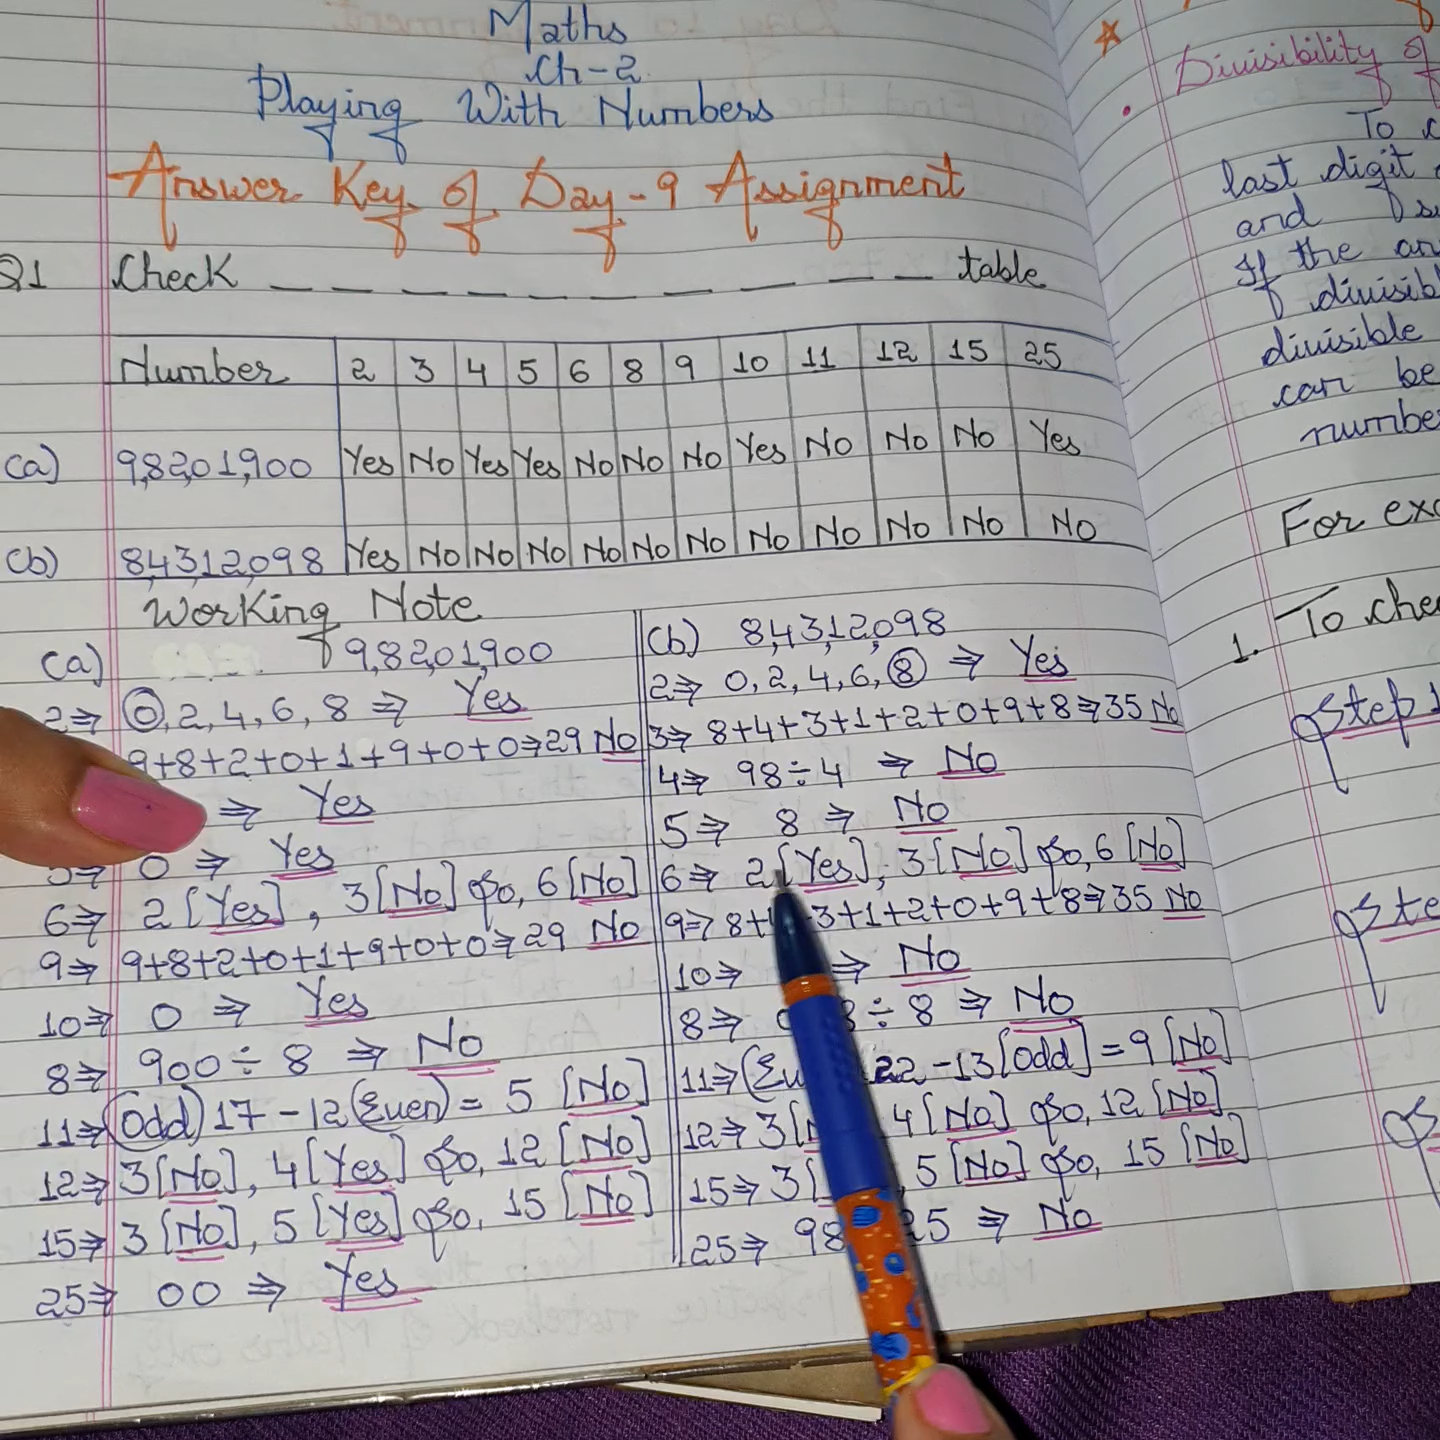 Maths
Ch-2
Playing With Numbers
Answer Key of Day-9 Assignment
Q1 Check _ _ _ _ _ _ _ _ _ _ table
Number 2 3 4 5 6 8 9 10 11 12 15 25
(a) 9,82,01,900 Yes No Yes Yes No No No Yes No No No Yes
(b) 8,43,12,098 Yes No No No No No No No No No No No
Working Note
(a) 9,82,01,900
2⇒ 0, 2, 4, 6, 8 ⇒ Yes
9+8+2+0+1+9+0+0⇒29 No
⇒ Yes
5⇒ 0 ⇒ Yes
6⇒ 2 [Yes], 3[No] so, 6 [No]
9⇒ 9+8+2+0+1+9+0+0⇒29 No
10⇒ 0 ⇒ Yes
8⇒ 900÷8 ⇒ No
11⇒(Odd) 17-12 (Even) = 5 [No]
12⇒ 3[No], 4[Yes] so, 12 [No]
15⇒ 3 [No], 5 [Yes] so, 15 [No]
25⇒ 00 ⇒ Yes
(b) 8,43,12,098
2⇒ 0, 2, 4, 6, 8 ⇒ Yes
3⇒ 8+4+3+1+2+0+9+8⇒35 No
4⇒ 98÷4 ⇒ No
5⇒ 8 ⇒ No
6⇒ 2 [Yes], 3[No] so, 6 [No]
9⇒ 8+ 3+1+2+0+9+8⇒35 No
10⇒ ⇒ No
8⇒ ÷ 8 ⇒ No
11⇒ 22-13[Odd] = 9 [No]
12⇒ 3 4[No] so, 12 [No]
15⇒ 3[ , 5 [No] so, 15 [No]
25⇒ 98 25 ⇒ No
Divisibility of
To
last digit
and
If the
divisible
can be
For
1. To
Step 1